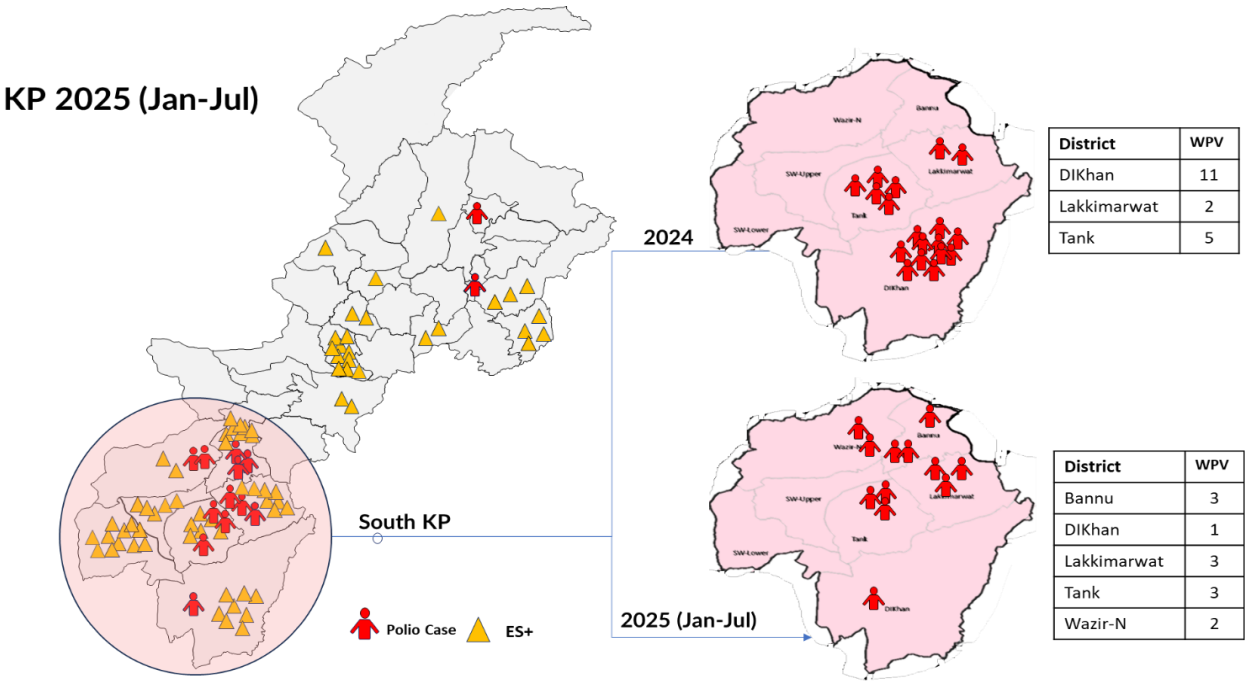 KP 2025 (Jan-Jul)
Bannu
Wazir-N
Lakkimarwat
SW-Upper
Tank
SW-Lower
DIKhan
2024
District WPV
DIKhan 11
Lakkimarwat 2
Tank 5
South KP
Polio Case
ES+
2025 (Jan-Jul)
Bannu
Wazir-N
Lakkimarwat
SW-Upper
Tank
SW-Lower
DIKhan
District WPV
Bannu 3
DIKhan 1
Lakkimarwat 3
Tank 3
Wazir-N 2